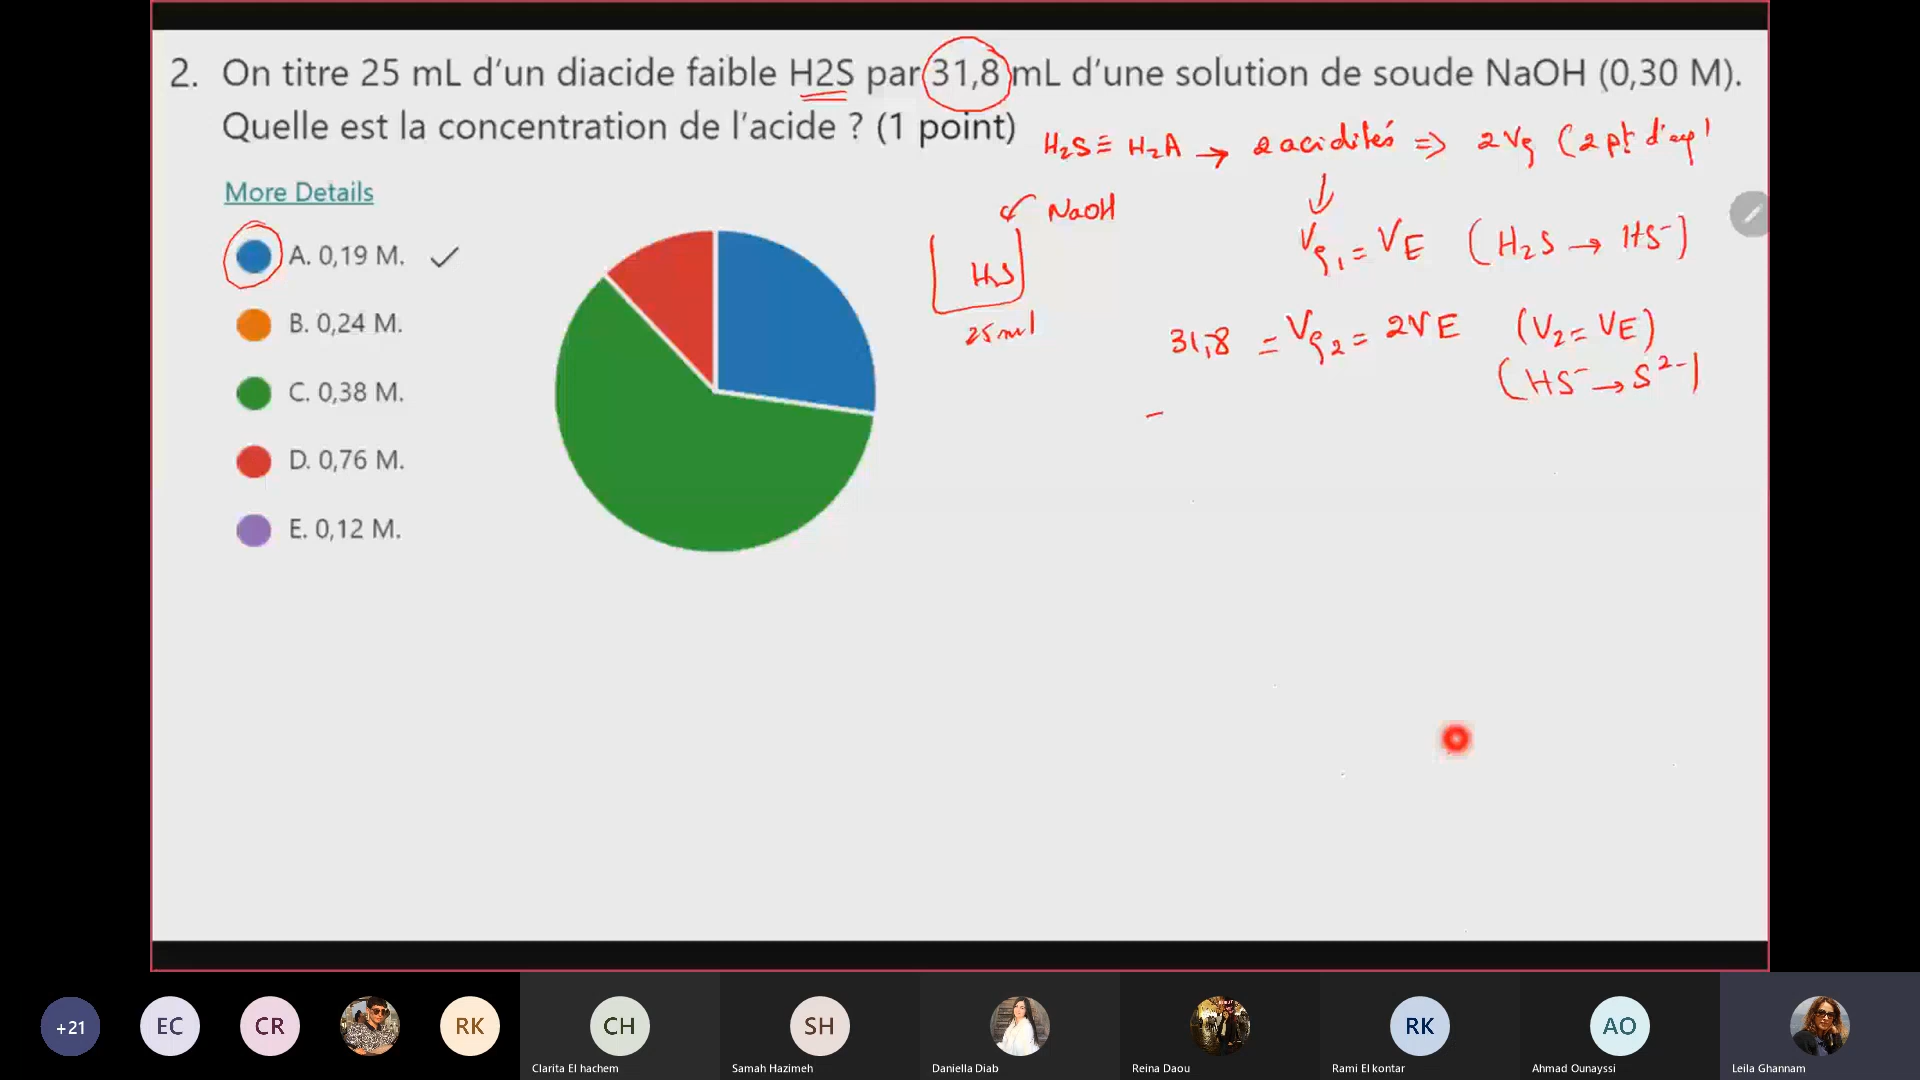 2. On titre 25 mL d’un diacide faible H2S par 31,8 mL d’une solution de soude NaOH (0,30 M).
Quelle est la concentration de l’acide ? (1 point)
H₂S ≡ H₂A → 2 acidités ⇒ 2 Vq (2 pt d'eq)
More Details
NaOH
A. 0,19 M.
Vq₁ = VE (H₂S → HS⁻)
H₂S
25 ml
B. 0,24 M.
31,8 = Vq₂ = 2VE (V₂ = VE)
C. 0,38 M.
(HS⁻ → S²⁻)
D. 0,76 M.
E. 0,12 M.
+21
EC
CR
RK
CH
SH
RK
AO
Clarita El hachem
Samah Hazimeh
Daniella Diab
Reina Daou
Rami El kontar
Ahmad Ounayssi
Leila Ghannam